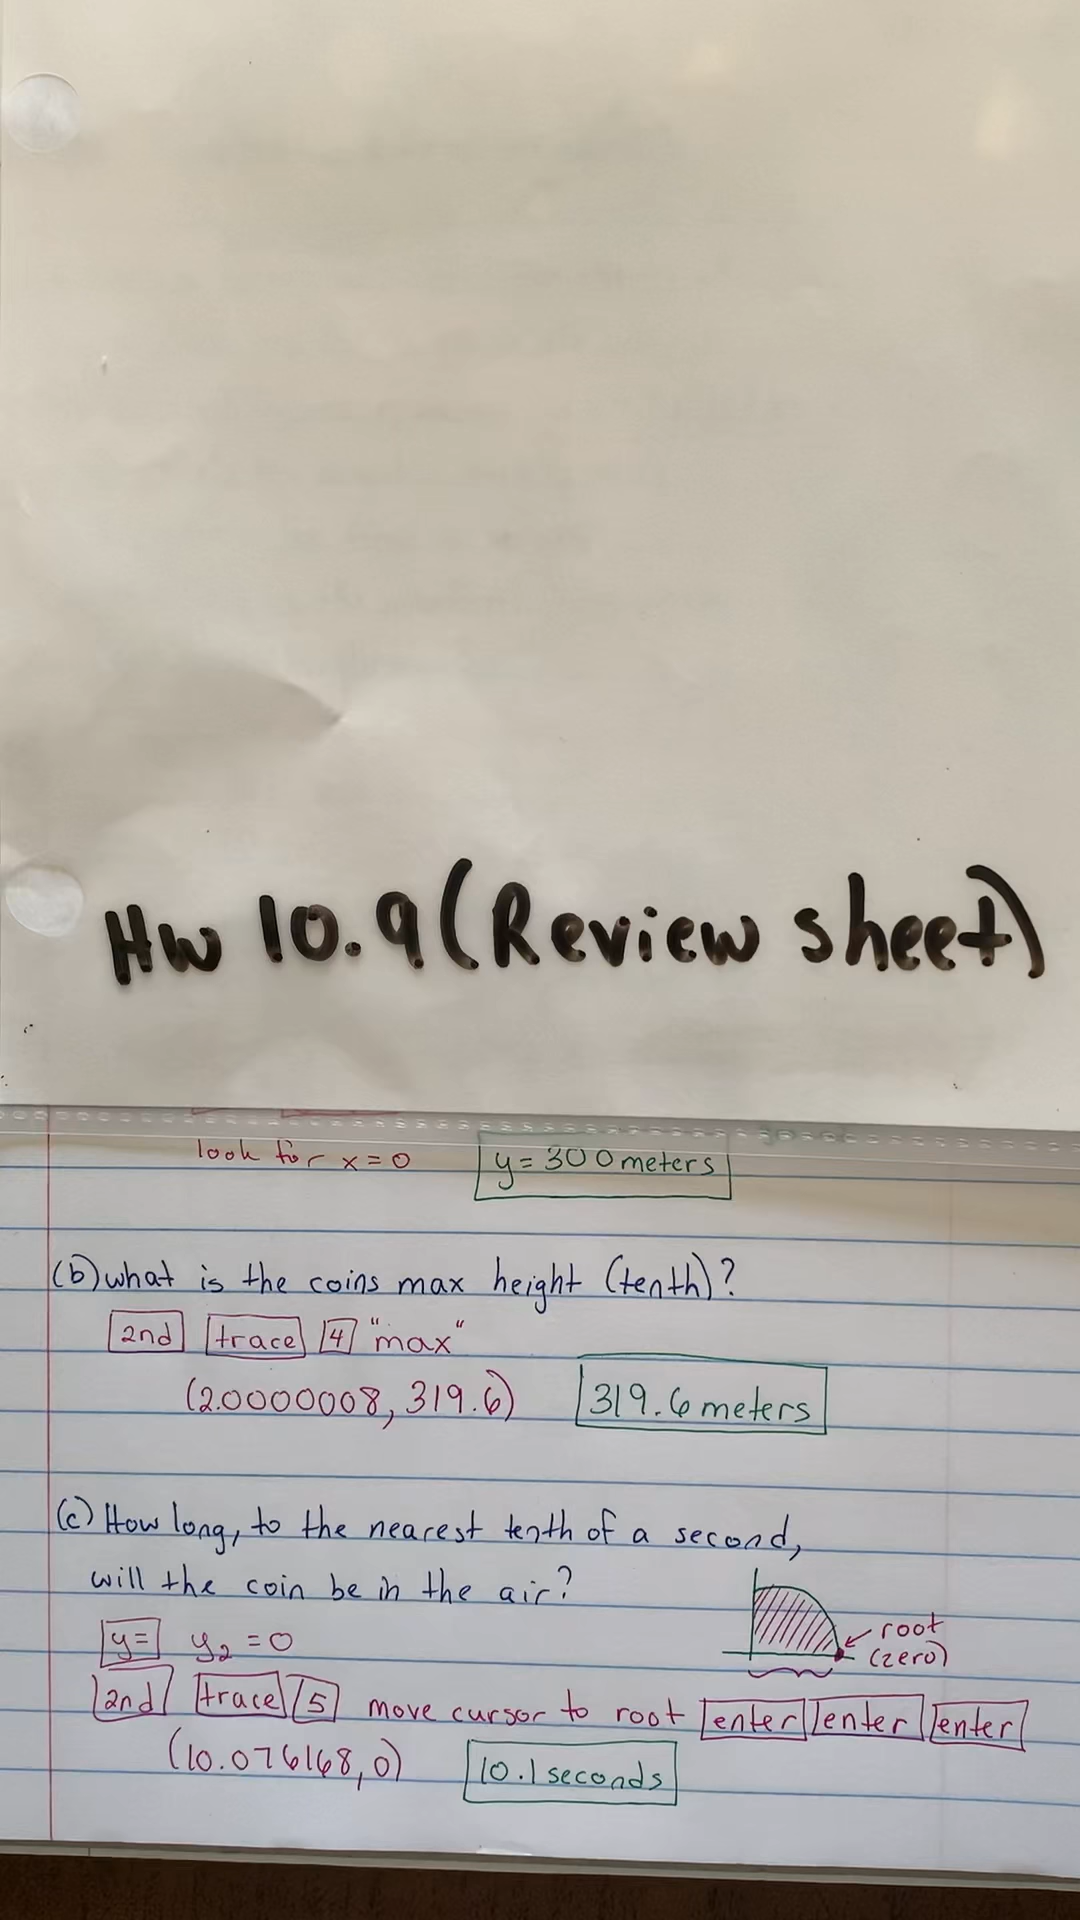 Hw 10.9 (Review sheet)
look for x = 0 y = 300 meters
(b) what is the coins max height (tenth)?
2nd trace 4 "max"
(2.0000008, 319.6) 319.6 meters
(c) How long, to the nearest tenth of a second,
will the coin be in the air?
root
(zero)
y= y₂ = 0
2nd trace 5 move cursor to root enter enter enter
(10.076168, 0) 10.1 seconds